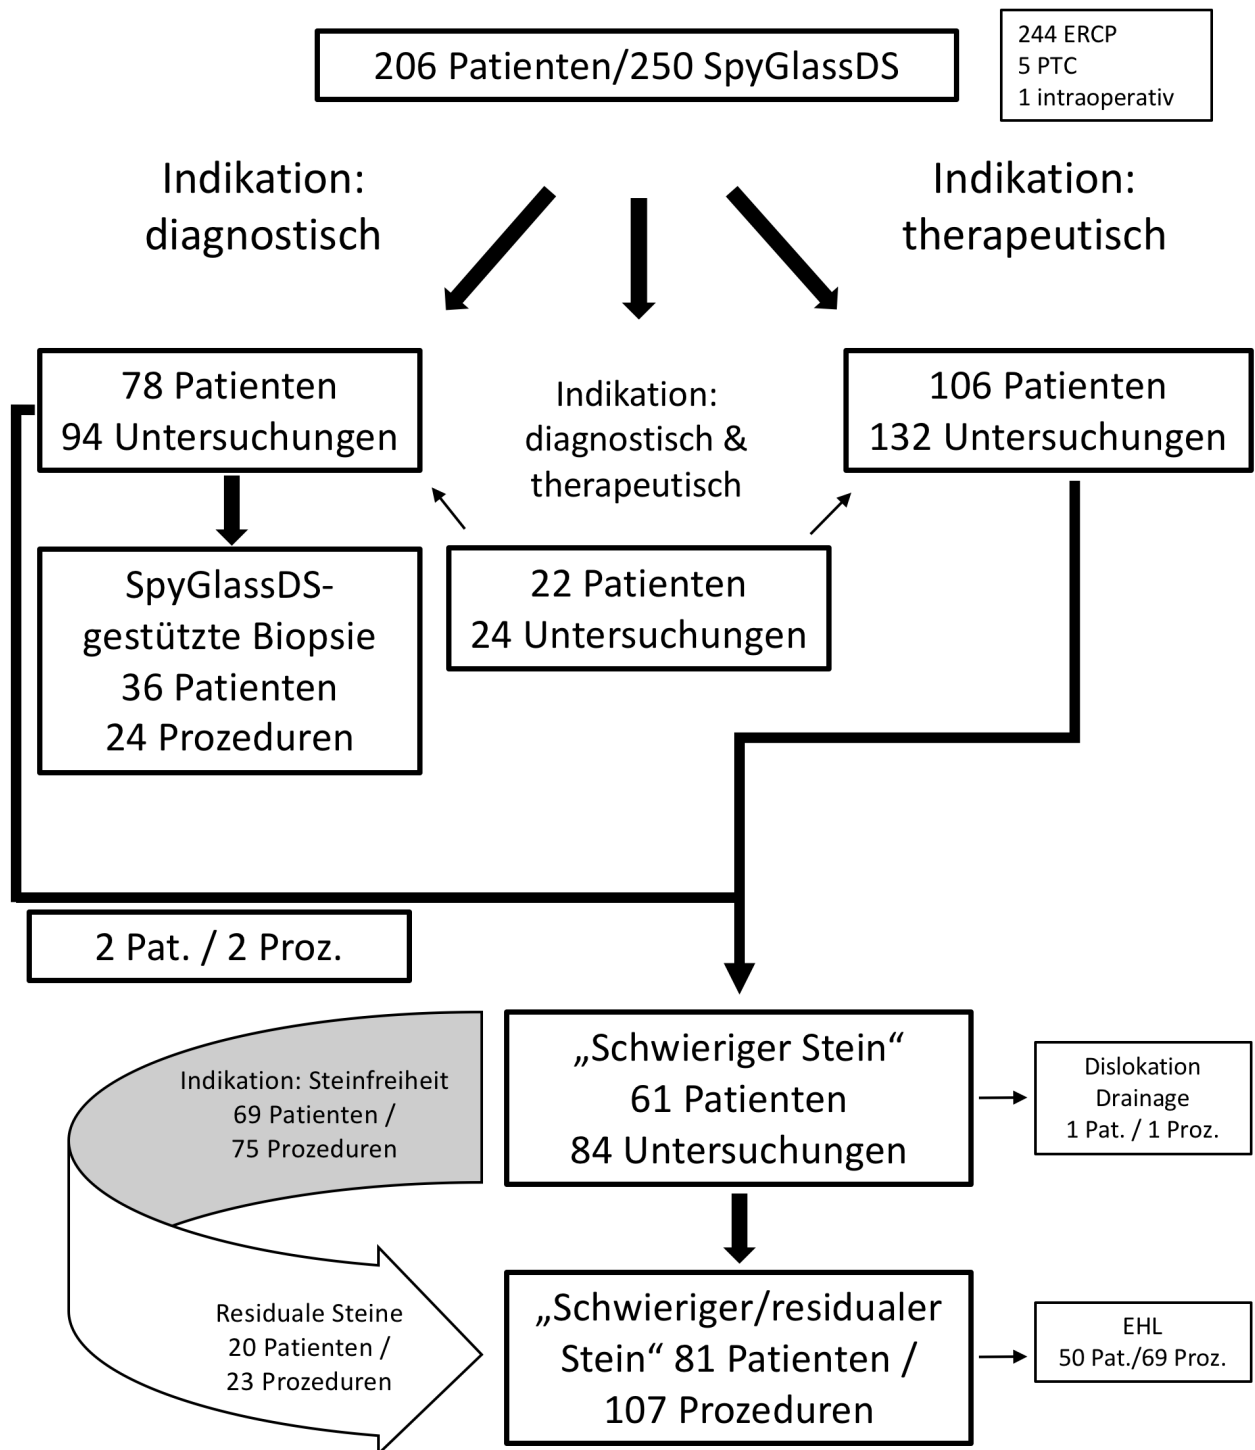 206 Patienten/250 SpyGlassDS
244 ERCP
5 PTC
1 intraoperativ
Indikation:
diagnostisch
Indikation:
therapeutisch
78 Patienten
94 Untersuchungen
Indikation:
diagnostisch &
therapeutisch
106 Patienten
132 Untersuchungen
SpyGlassDS-
gestützte Biopsie
36 Patienten
24 Prozeduren
22 Patienten
24 Untersuchungen
2 Pat. / 2 Proz.
Indikation: Steinfreiheit
69 Patienten /
75 Prozeduren
„Schwieriger Stein“
61 Patienten
84 Untersuchungen
Dislokation
Drainage
1 Pat. / 1 Proz.
Residuale Steine
20 Patienten /
23 Prozeduren
„Schwieriger/residualer
Stein“ 81 Patienten /
107 Prozeduren
EHL
50 Pat./69 Proz.